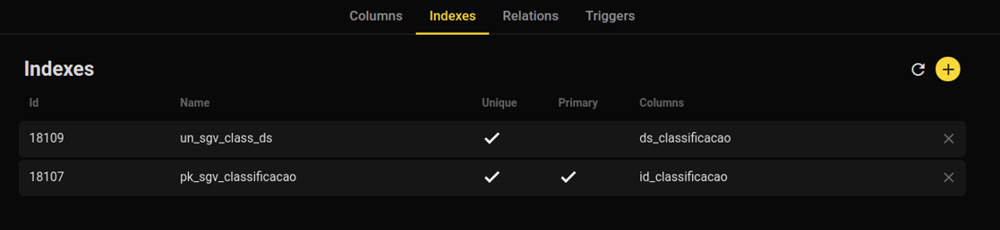 Columns Indexes Relations Triggers
Indexes
Id Name Unique Primary Columns
18109 un_sgv_class_ds ds_classificacao
18107 pk_sgv_classificacao id_classificacao